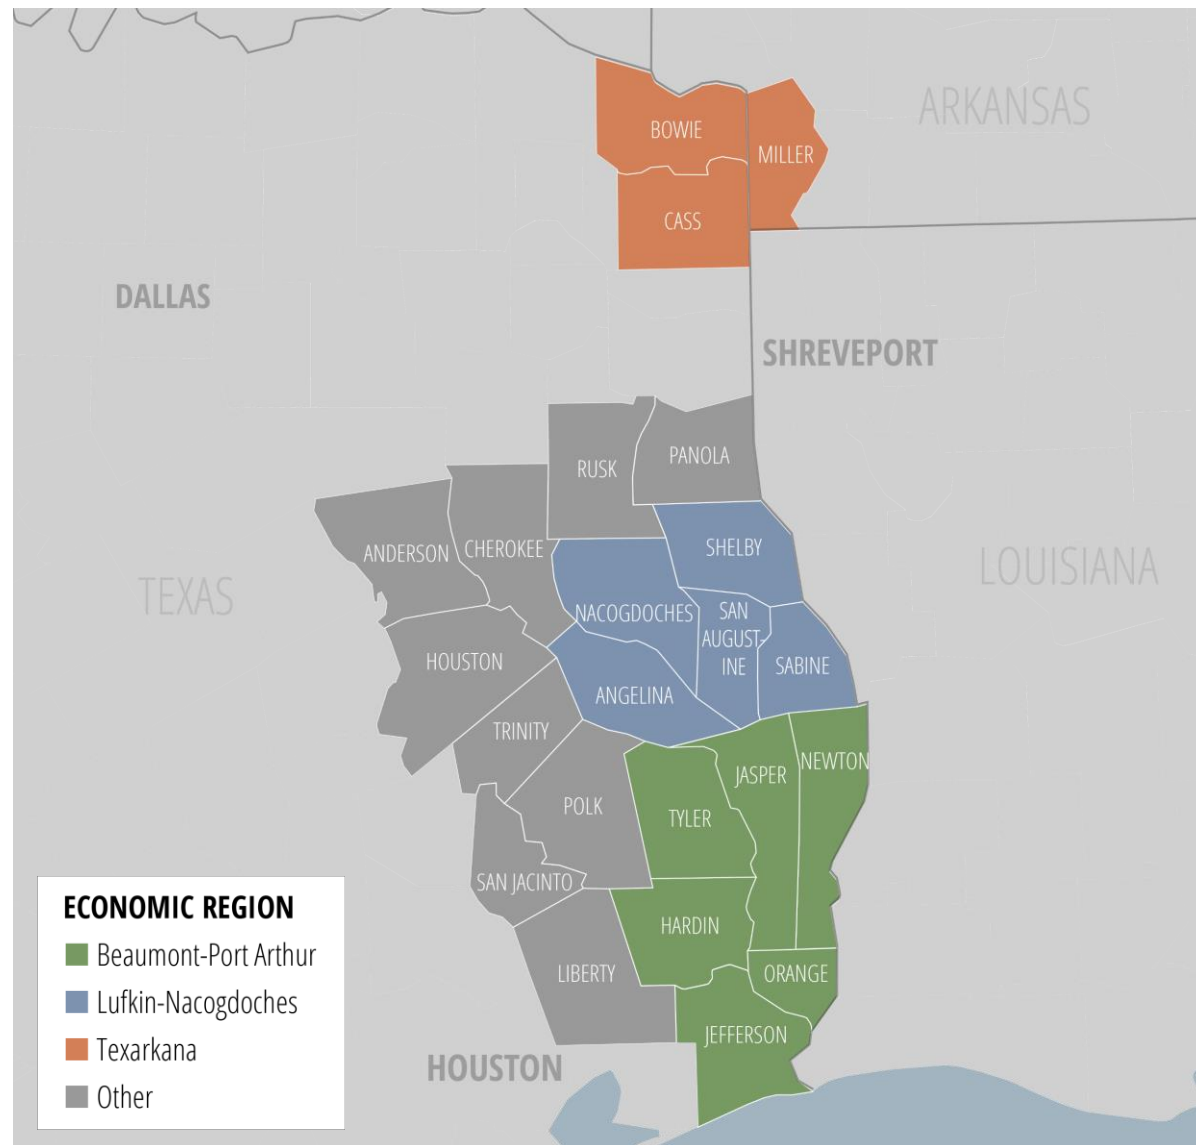 ARKANSAS
BOWIE
MILLER
CASS
DALLAS
SHREVEPORT
RUSK
PANOLA
ANDERSON
CHEROKEE
SHELBY
LOUISIANA
TEXAS
NACOGDOCHES
SAN
AUGUST-
INE
HOUSTON
SABINE
ANGELINA
TRINITY
NEWTON
JASPER
POLK
TYLER
SAN JACINTO
HARDIN
LIBERTY
ORANGE
JEFFERSON
HOUSTON
ECONOMIC REGION
Beaumont-Port Arthur
Lufkin-Nacogdoches
Texarkana
Other